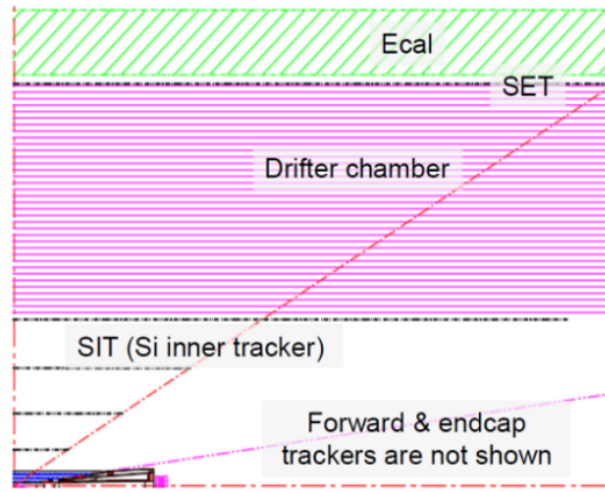 Ecal
SET
Drifter chamber
SIT (Si inner tracker)
Forward & endcap
trackers are not shown